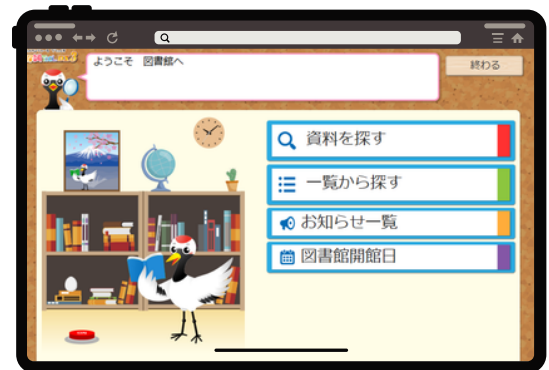 ようこそ 図書館へ
終わる
資料を探す
一覧から探す
お知らせ一覧
図書館開館日